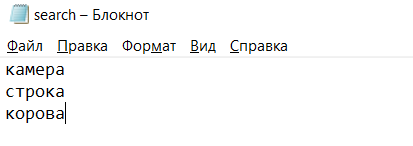 search – Блокнот
Файл Правка Формат Вид Справка
камера
строка
корова